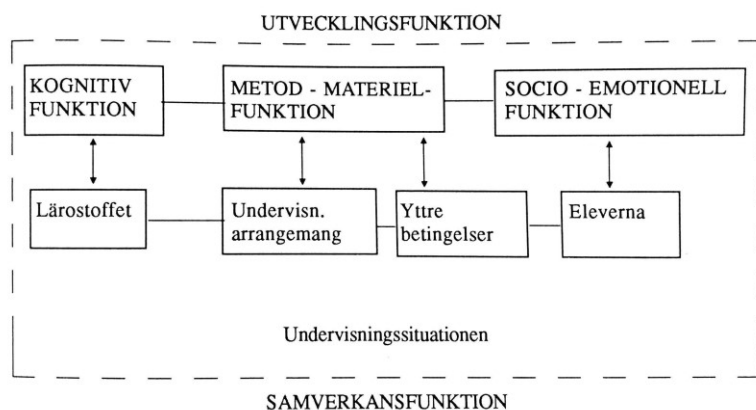 UTVECKLINGSFUNKTION
KOGNITIV
FUNKTION
METOD - MATERIEL-
FUNKTION
SOCIO - EMOTIONELL
FUNKTION
Lärostoffet
Undervisn.
arrangemang
Yttre
betingelser
Eleverna
Undervisningssituationen
SAMVERKANSFUNKTION